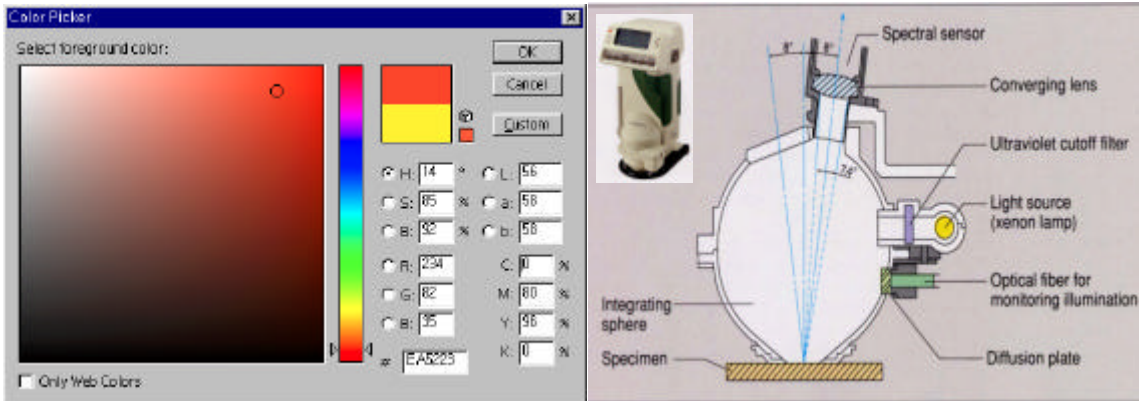 Color Picker
Select foreground color:
OK
Cancel
Custom
H: 14 °
S: 85 %
B: 92 %
L: 56
a: 58
b: 58
R: 234
G: 82
B: 35
C: 0 %
M: 80 %
Y: 96 %
K: 0 %
# EA5223
Only Web Colors
8° 8°
Spectral sensor
Converging lens
Ultraviolet cutoff filter
Light source
(xenon lamp)
Optical fiber for
monitoring illumination
Diffusion plate
Integrating
sphere
Specimen